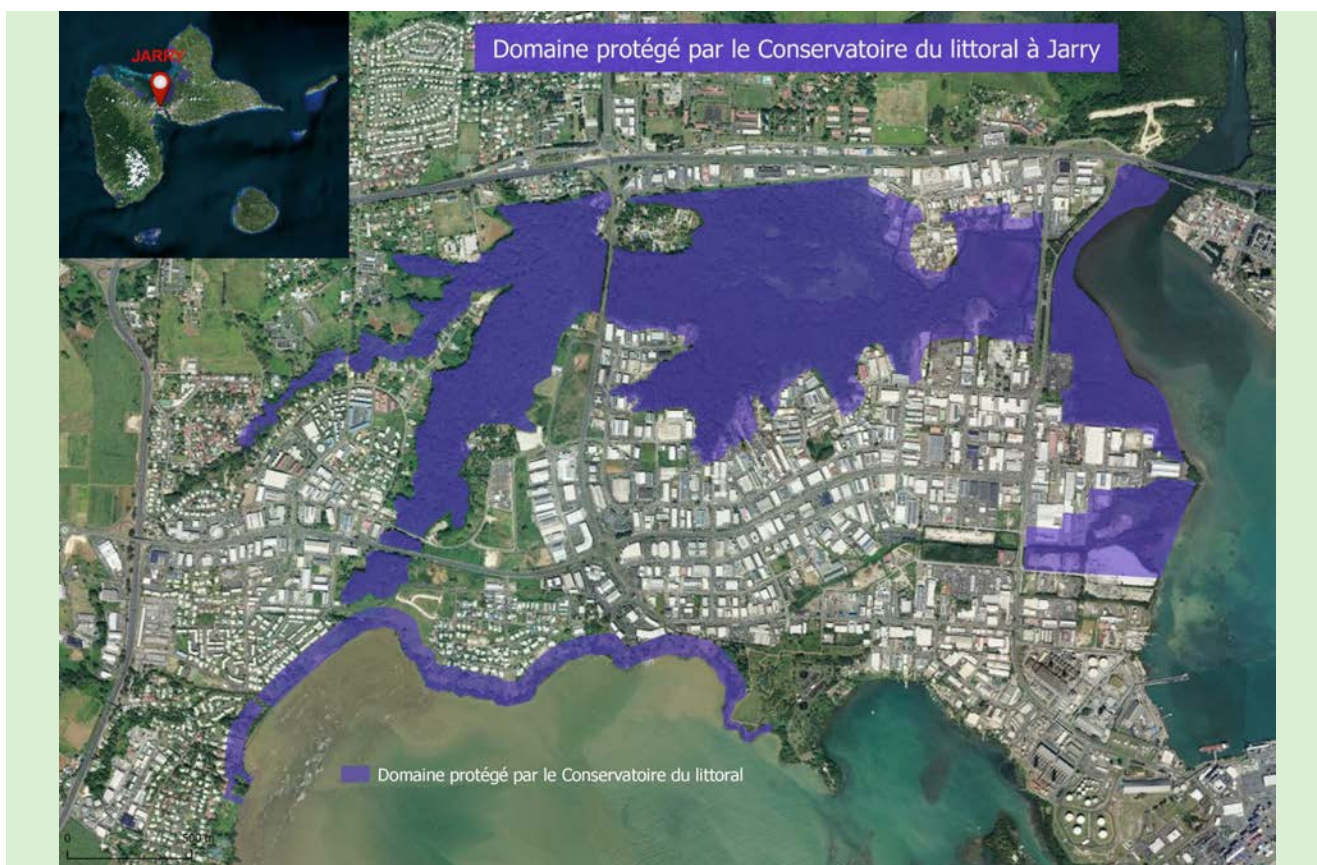 JARRY
Domaine protégé par le Conservatoire du littoral à Jarry
Domaine protégé par le Conservatoire du littoral
0 500 m